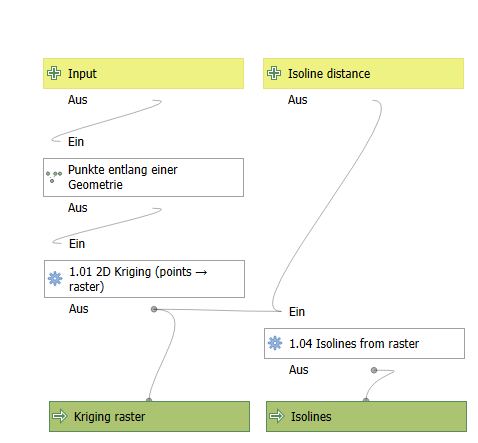 Input
Isoline distance
Aus
Aus
Ein
Punkte entlang einer
Geometrie
Aus
Ein
1.01 2D Kriging (points →
raster)
Aus
Ein
1.04 Isolines from raster
Aus
Kriging raster
Isolines